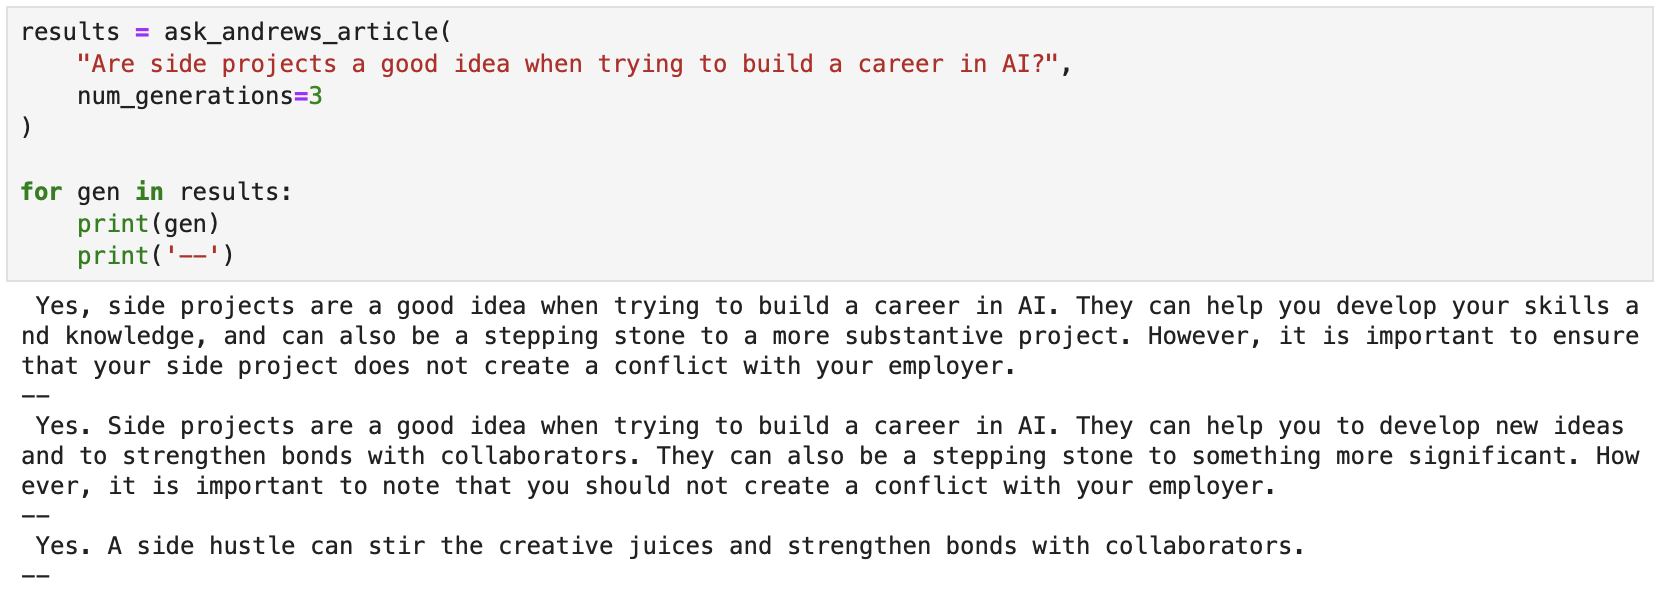 results = ask_andrews_article(
    "Are side projects a good idea when trying to build a career in AI?",
    num_generations=3
)

for gen in results:
    print(gen)
    print('--')
 Yes, side projects are a good idea when trying to build a career in AI. They can help you develop your skills a
nd knowledge, and can also be a stepping stone to a more substantive project. However, it is important to ensure
that your side project does not create a conflict with your employer.
--
 Yes. Side projects are a good idea when trying to build a career in AI. They can help you to develop new ideas
and to strengthen bonds with collaborators. They can also be a stepping stone to something more significant. How
ever, it is important to note that you should not create a conflict with your employer.
--
 Yes. A side hustle can stir the creative juices and strengthen bonds with collaborators.
--